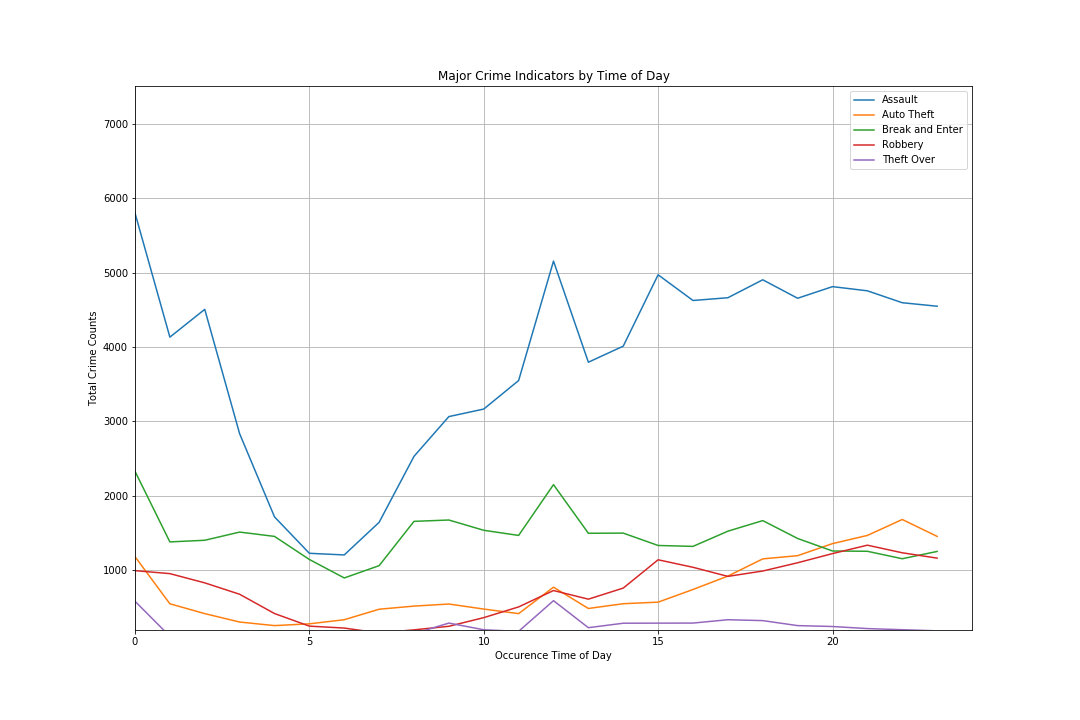 Major Crime Indicators by Time of Day
Assault
Auto Theft
Break and Enter
Robbery
Theft Over
7000
6000
5000
4000
3000
2000
1000
Total Crime Counts
0 5 10 15 20
Occurence Time of Day